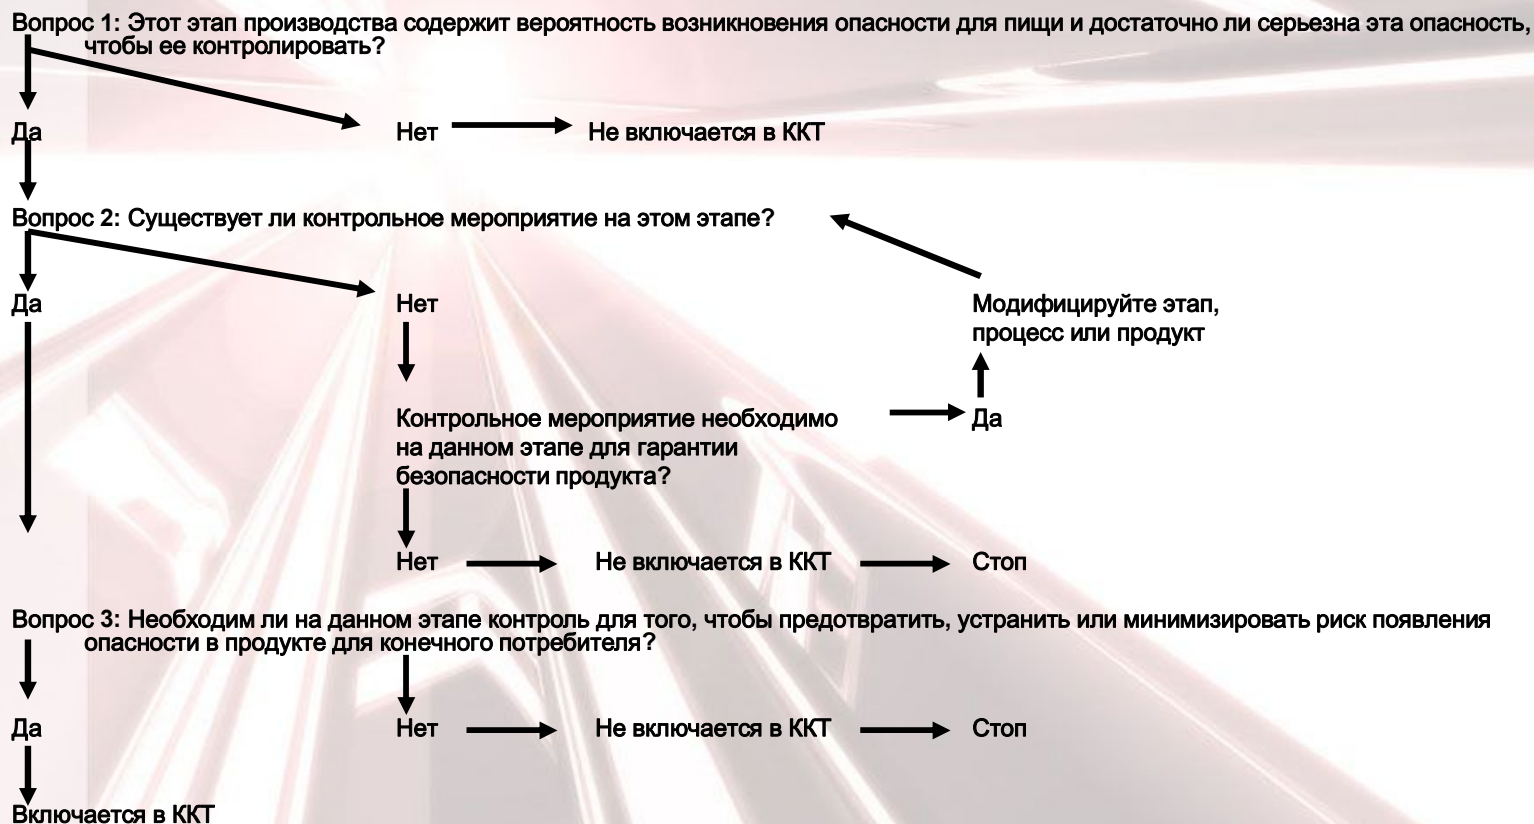 Вопрос 1: Этот этап производства содержит вероятность возникновения опасности для пищи и достаточно ли серьезна эта опасность,
чтобы ее контролировать?
Да
Нет
Не включается в ККТ
Вопрос 2: Существует ли контрольное мероприятие на этом этапе?
Да
Нет
Модифицируйте этап,
процесс или продукт
Контрольное мероприятие необходимо
на данном этапе для гарантии
безопасности продукта?
Да
Нет
Не включается в ККТ
Стоп
Вопрос 3: Необходим ли на данном этапе контроль для того, чтобы предотвратить, устранить или минимизировать риск появления
опасности в продукте для конечного потребителя?
Да
Нет
Не включается в ККТ
Стоп
Включается в ККТ